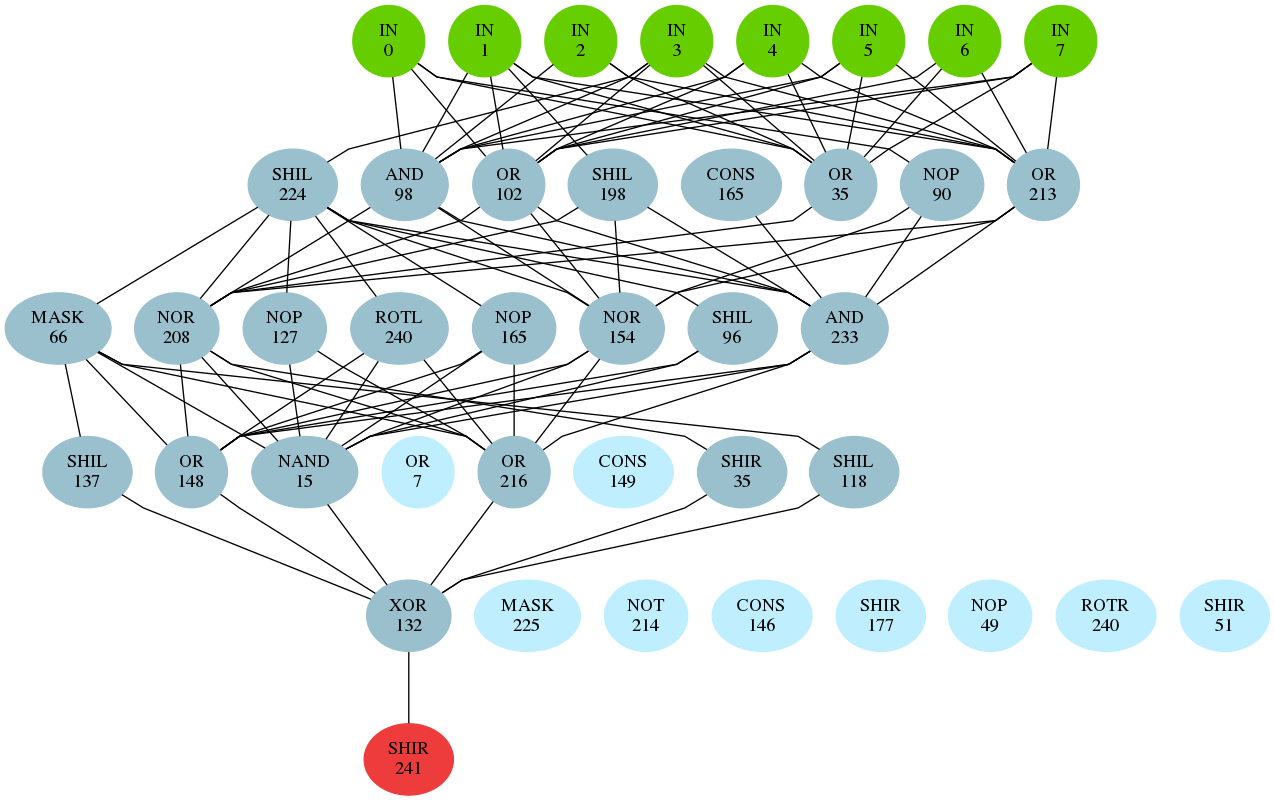 IN
0
IN
1
IN
2
IN
3
IN
4
IN
5
IN
6
IN
7
SHIL
224
AND
98
OR
102
SHIL
198
CONS
165
OR
35
NOP
90
OR
213
MASK
66
NOR
208
NOP
127
ROTL
240
NOP
165
NOR
154
SHIL
96
AND
233
SHIL
137
OR
148
NAND
15
OR
7
OR
216
CONS
149
SHIR
35
SHIL
118
XOR
132
MASK
225
NOT
214
CONS
146
SHIR
177
NOP
49
ROTR
240
SHIR
51
SHIR
241